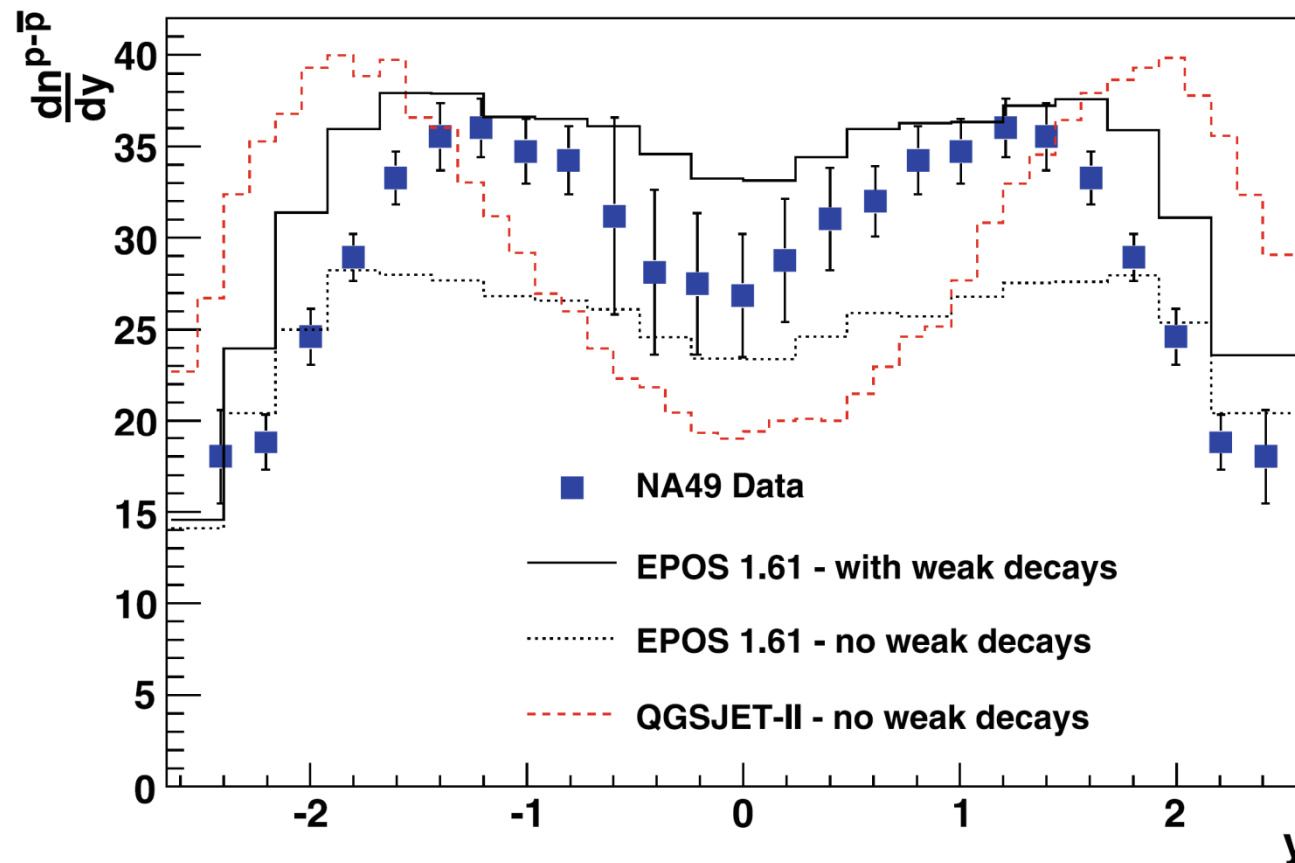 dn^{p-p̅}
dy
40
35
30
25
20
15
10
5
0
NA49 Data
EPOS 1.61 - with weak decays
EPOS 1.61 - no weak decays
QGSJET-II - no weak decays
-2 -1 0 1 2